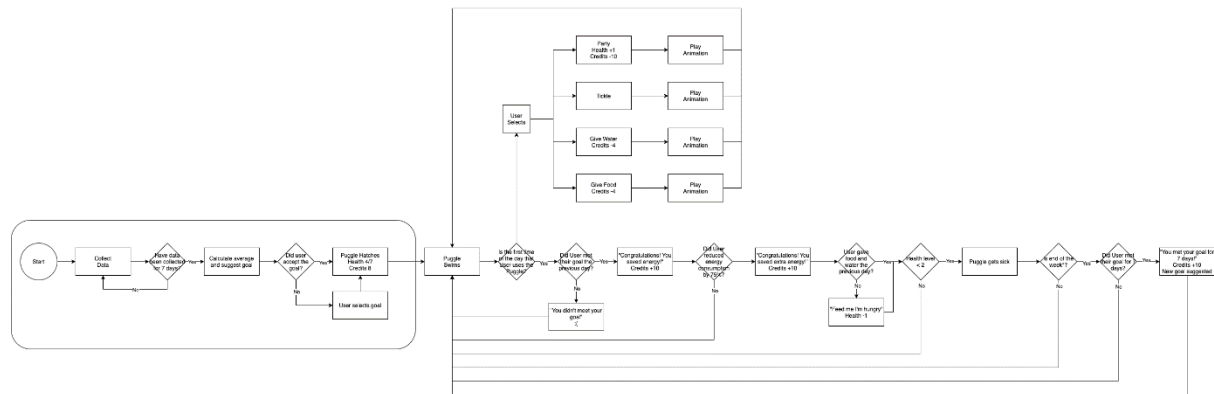 Party
Health +1
Credits -10
Play
Animation
Tickle
Play
Animation
User
Selects
Give Water
Credits -4
Play
Animation
Give Food
Credits -4
Play
Animation
Start
Collect
Data
Have data
been collected
for 7 days?
Yes
No
Calculate average
and suggest goal
Did user
accept the
goal?
Yes
No
Puggle Hatches
Health 4/7
Credits 8
User selects goal
Puggle
Swims
Is the first time
of the day the
user uses the
Puggle?
Yes
Did User met
their goal the
previous day?
Yes
No
"You didn't meet your
goal"
:(
"Congratulations! You
saved energy!"
Credits +10
Did User
reduced
energy
consumption
by 75%?
Yes
No
"Congratulations! You
saved extra energy!"
Credits +10
User gave
food and
water the
previous day?
Yes
No
"Feed me I'm hungry"
Health -1
Health level
< 2
Yes
No
Puggle gets sick
Is end of the
week"?
Yes
No
Did User met
their goal for
days?
Yes
No
"You met your goal for
7 days!"
Credits +10
New goal suggested